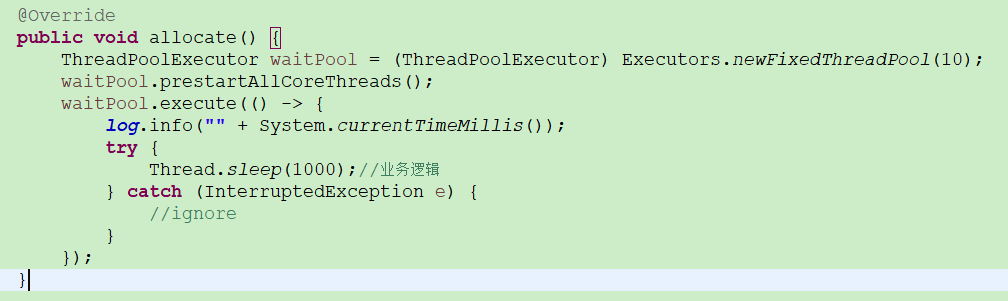 @Override
public void allocate() {
    ThreadPoolExecutor waitPool = (ThreadPoolExecutor) Executors.newFixedThreadPool(10);
    waitPool.prestartAllCoreThreads();
    waitPool.execute(() -> {
        log.info("" + System.currentTimeMillis());
        try {
            Thread.sleep(1000);//业务逻辑
        } catch (InterruptedException e) {
            //ignore
        }
    });
}